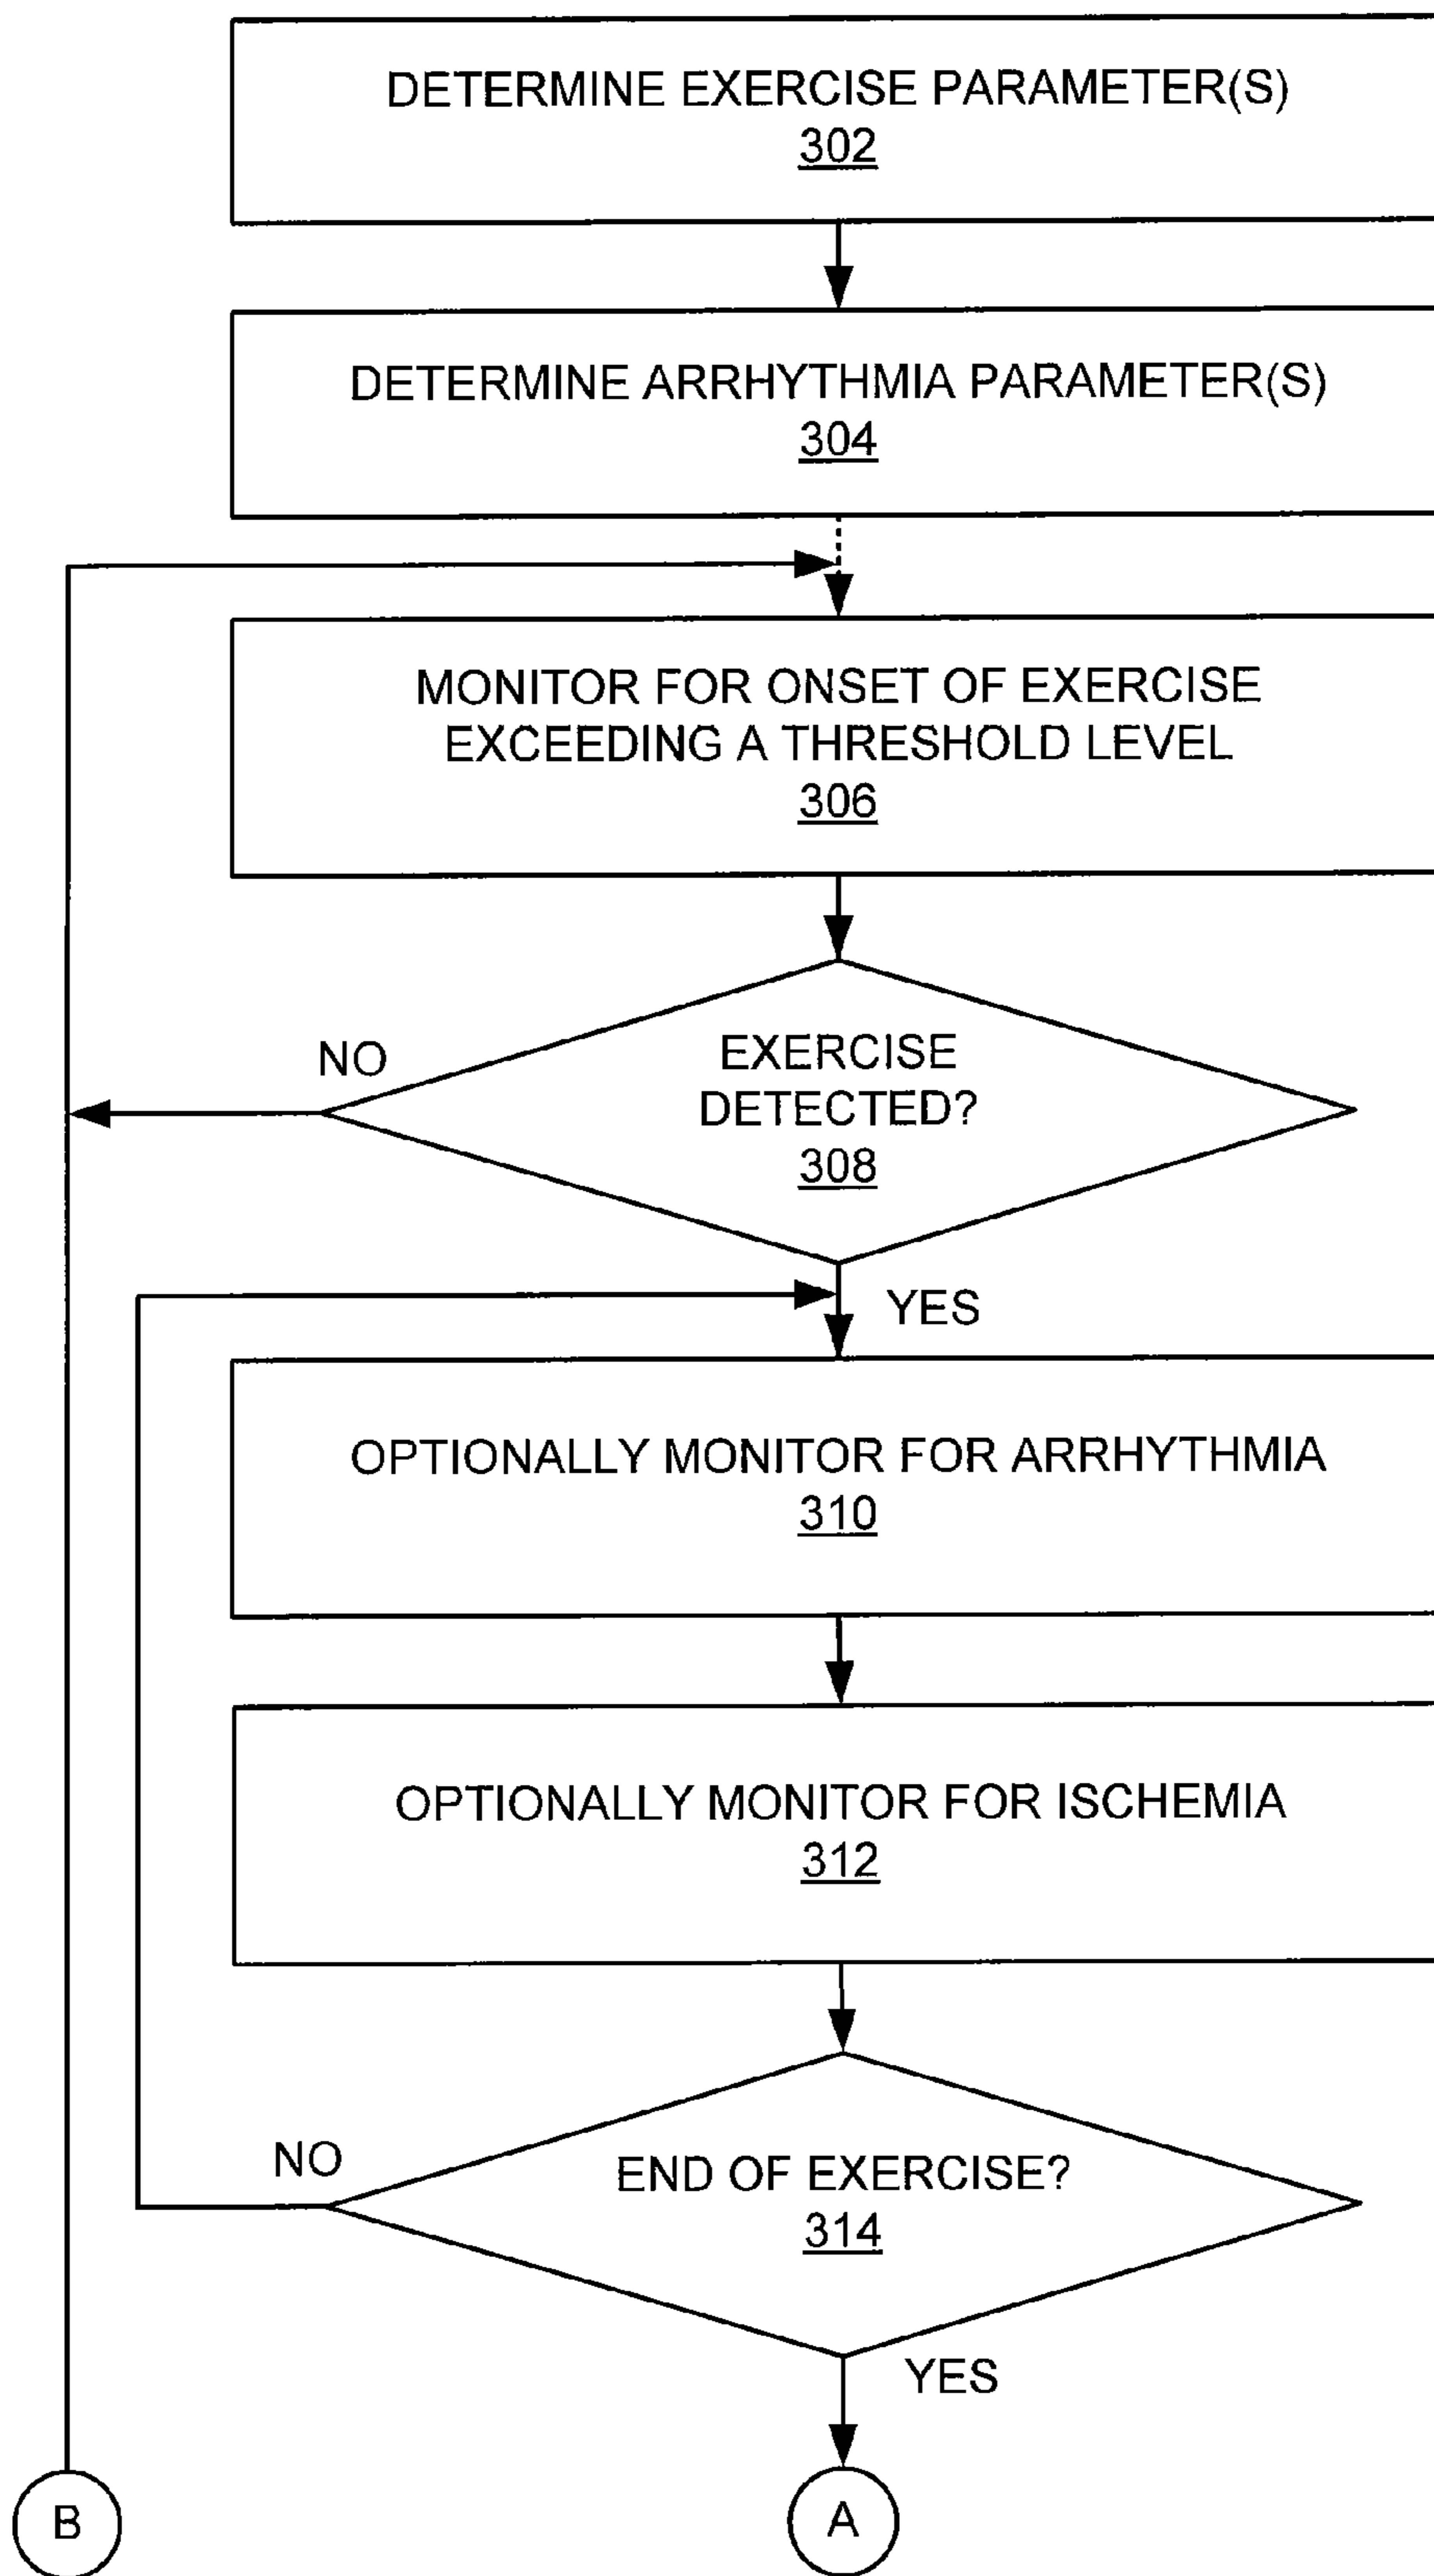 DETERMINE EXERCISE PARAMETER(S)
302
DETERMINE ARRHYTHMIA PARAMETER(S)
304
MONITOR FOR ONSET OF EXERCISE
EXCEEDING A THRESHOLD LEVEL
306
NO
EXERCISE
DETECTED?
308
YES
OPTIONALLY MONITOR FOR ARRHYTHMIA
310
OPTIONALLY MONITOR FOR ISCHEMIA
312
NO
END OF EXERCISE?
314
YES
B
A